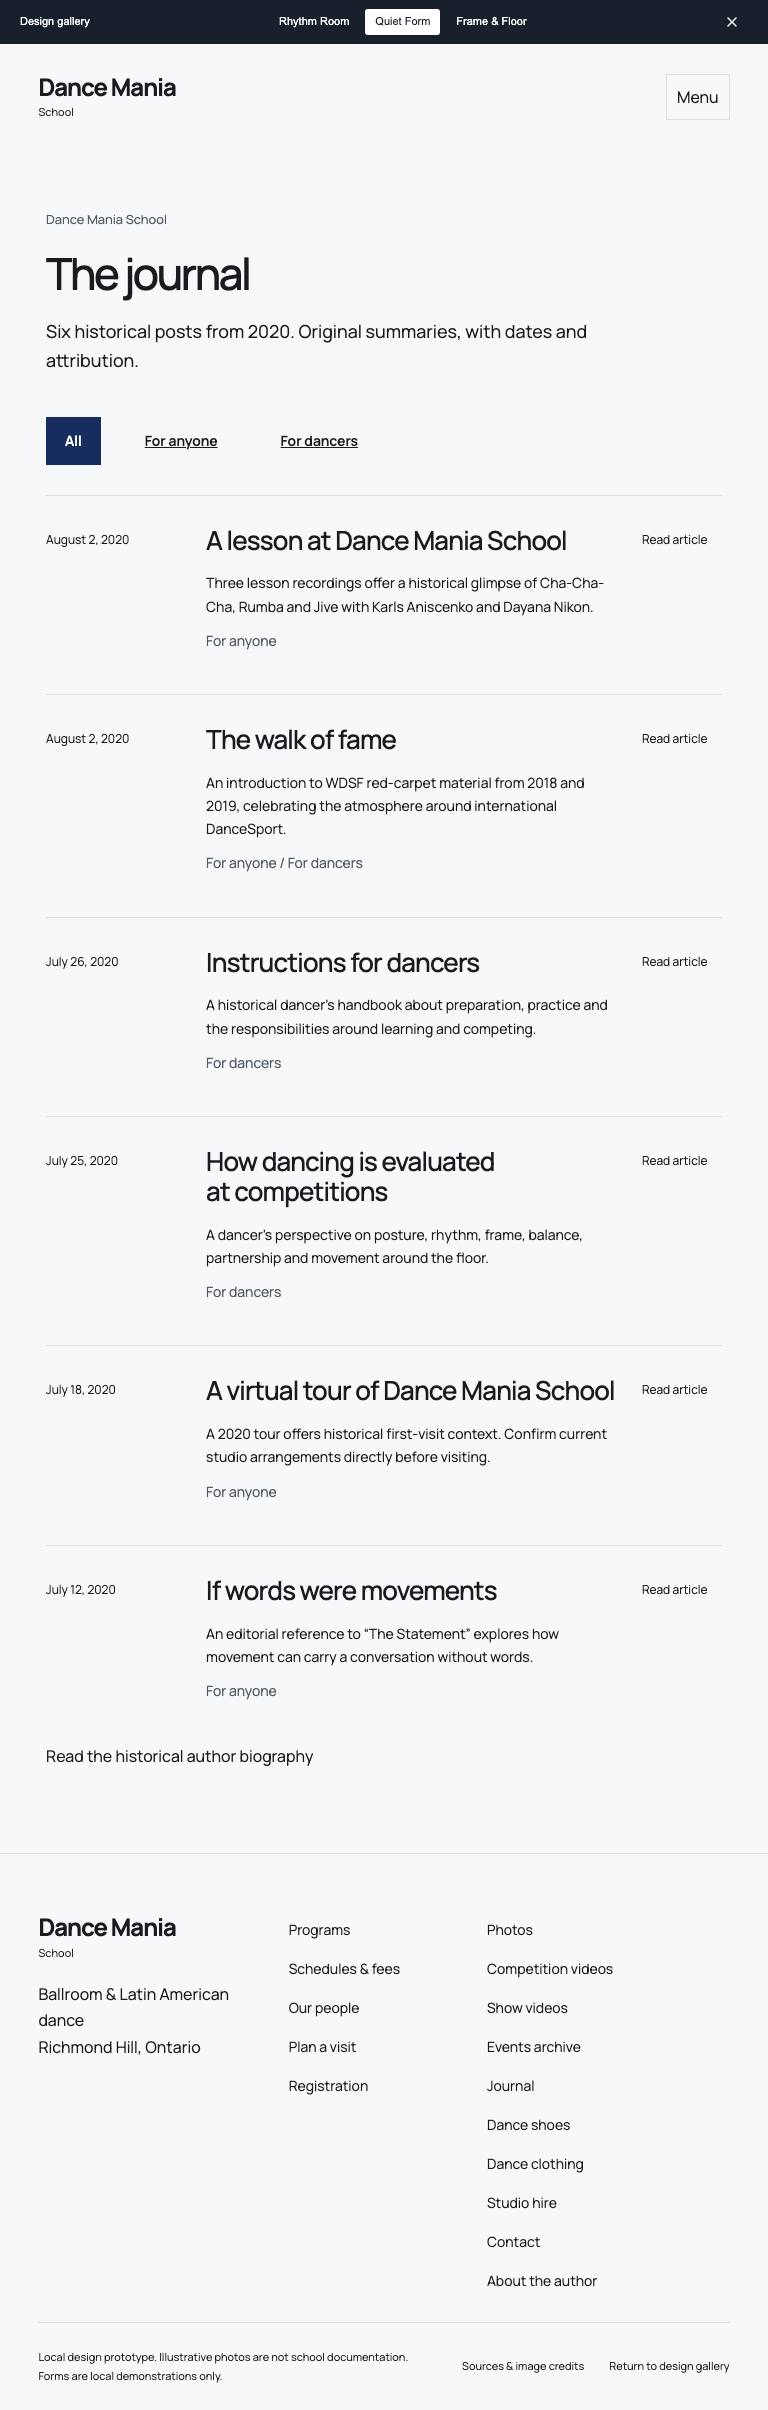 Design gallery
Rhythm Room
Quiet Form
Frame & Floor
×
Dance Mania
School
Menu
Dance Mania School
The journal
Six historical posts from 2020. Original summaries, with dates and
attribution.
All
For anyone
For dancers
August 2, 2020
A lesson at Dance Mania School
Read article
Three lesson recordings offer a historical glimpse of Cha-Cha-
Cha, Rumba and Jive with Karls Aniscenko and Dayana Nikon.
For anyone
August 2, 2020
The walk of fame
Read article
An introduction to WDSF red-carpet material from 2018 and
2019, celebrating the atmosphere around international
DanceSport.
For anyone / For dancers
July 26, 2020
Instructions for dancers
Read article
A historical dancer's handbook about preparation, practice and
the responsibilities around learning and competing.
For dancers
July 25, 2020
How dancing is evaluated
at competitions
Read article
A dancer's perspective on posture, rhythm, frame, balance,
partnership and movement around the floor.
For dancers
July 18, 2020
A virtual tour of Dance Mania School
Read article
A 2020 tour offers historical first-visit context. Confirm current
studio arrangements directly before visiting.
For anyone
July 12, 2020
If words were movements
Read article
An editorial reference to “The Statement” explores how
movement can carry a conversation without words.
For anyone
Read the historical author biography
Dance Mania
School
Ballroom & Latin American
dance
Richmond Hill, Ontario
Programs
Schedules & fees
Our people
Plan a visit
Registration
Photos
Competition videos
Show videos
Events archive
Journal
Dance shoes
Dance clothing
Studio hire
Contact
About the author
Local design prototype. Illustrative photos are not school documentation.
Forms are local demonstrations only.
Sources & image credits
Return to design gallery